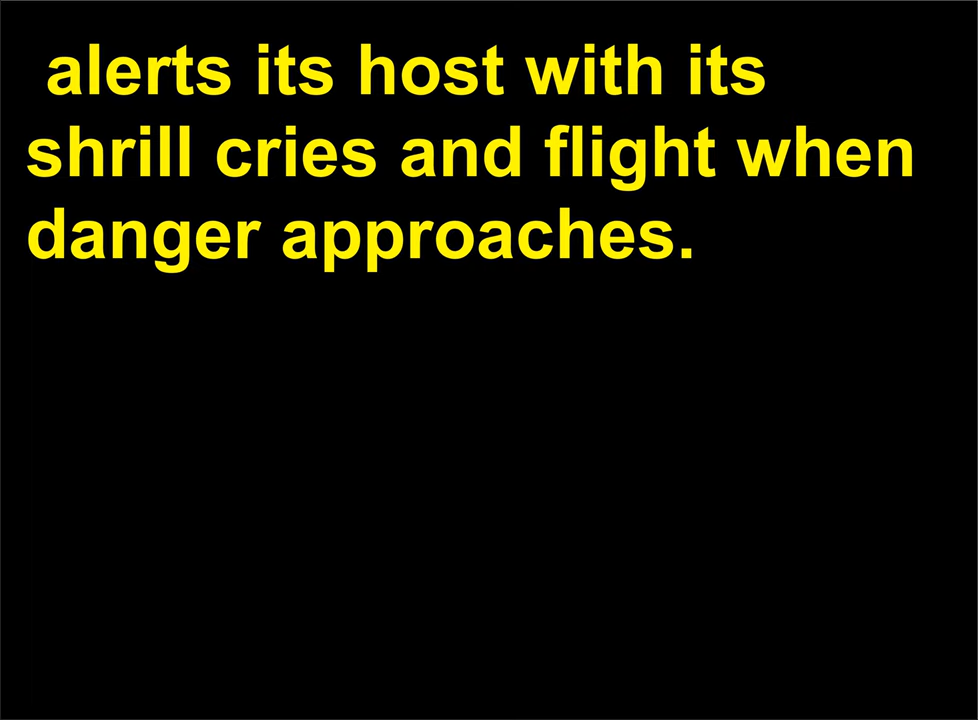 alerts its host with its
shrill cries and flight when
danger approaches.